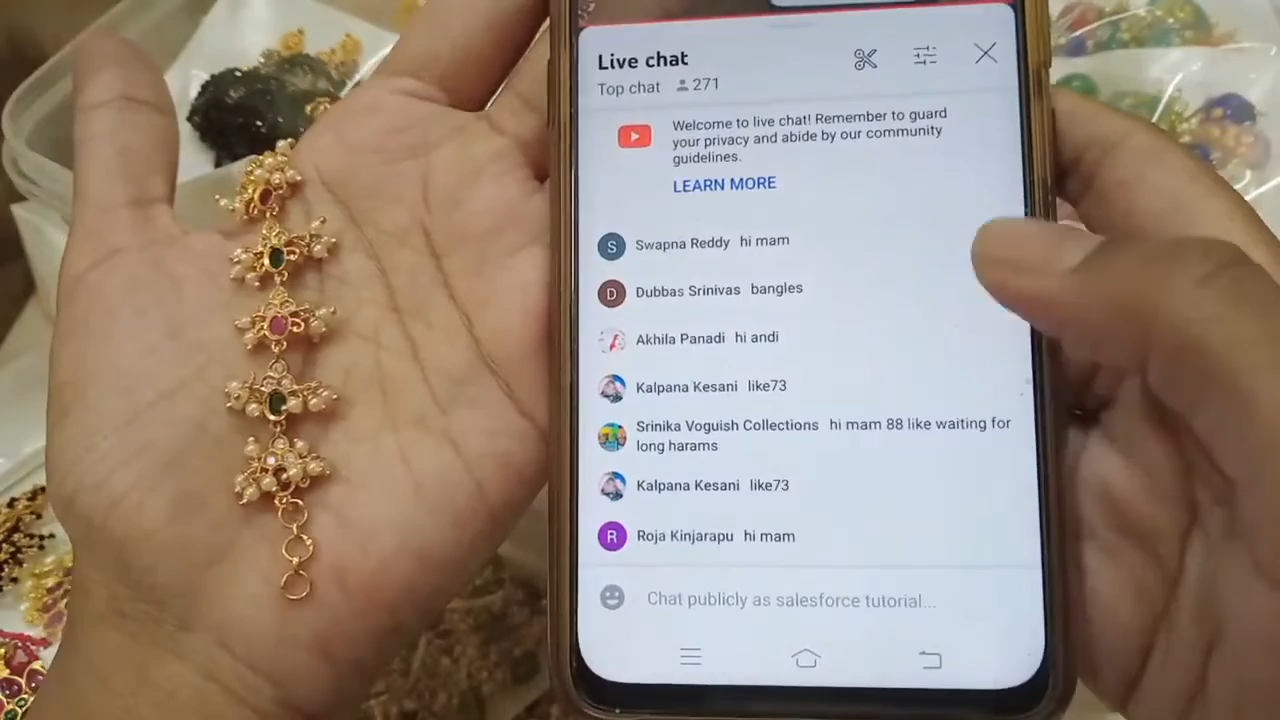 Live chat
Top chat 271
Welcome to live chat! Remember to guard
your privacy and abide by our community
guidelines.
LEARN MORE
S Swapna Reddy hi mam
D Dubbas Srinivas bangles
Akhila Panadi hi andi
Kalpana Kesani like73
Srinika Voguish Collections hi mam 88 like waiting for
long harams
Kalpana Kesani like73
R Roja Kinjarapu hi mam
Chat publicly as salesforce tutorial...